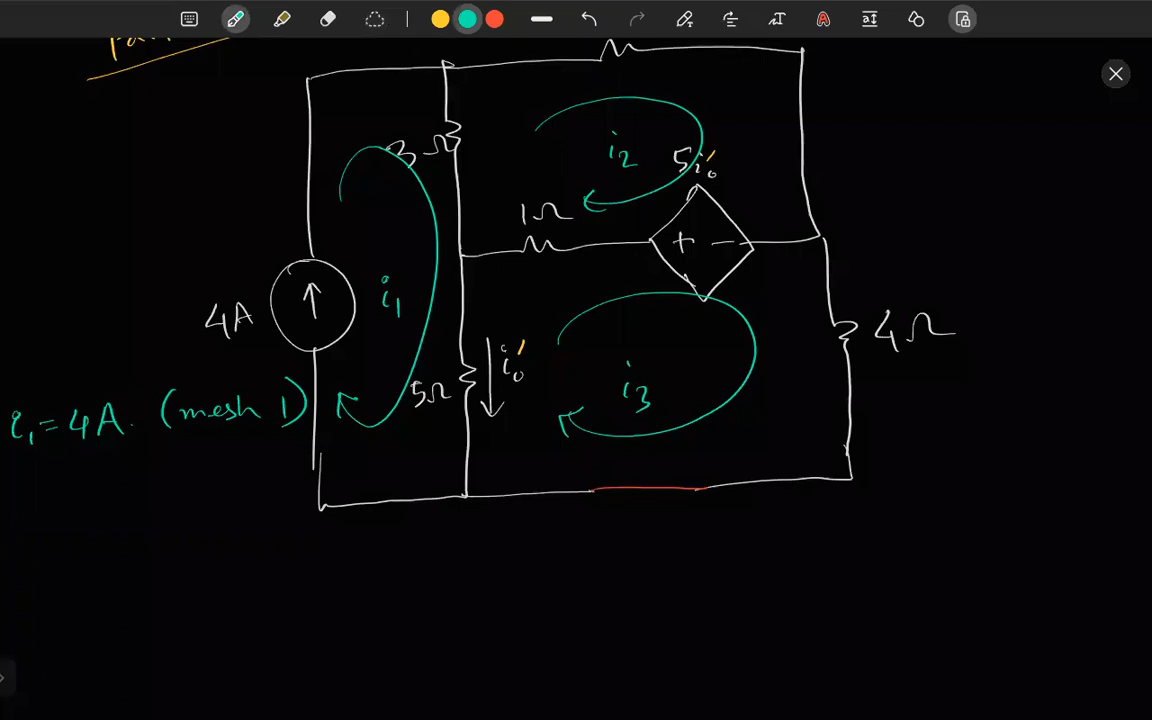 3Ω
i2
5i₀'
1Ω
+ −
4A
i1
i₀'
4Ω
5Ω
i3
i₁ = 4A. (mesh 1)